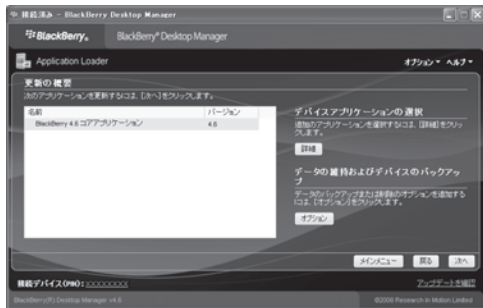 接続済み - BlackBerry Desktop Manager
BlackBerry® BlackBerry® Desktop Manager
Application Loader
オプション ヘルプ
更新の概要
次のアプリケーションを更新するには、[次へ]をクリックします。
名前 バージョン
BlackBerry 4.6 コアアプリケーション 4.6
デバイスアプリケーションの選択
追加のアプリケーションを選択するには、[詳細]をクリッ
クします。
詳細
データの維持およびデバイスのバックアッ
プ
データのバックアップまたは削除のオプションを追加する
には、[オプション]をクリックします。
オプション
メインメニュー 戻る 次へ
接続デバイス(PIN): XXXXXXXX
アップデートを確認
BlackBerry(R) Desktop Manager v4.6
©2008 Research In Motion Limited